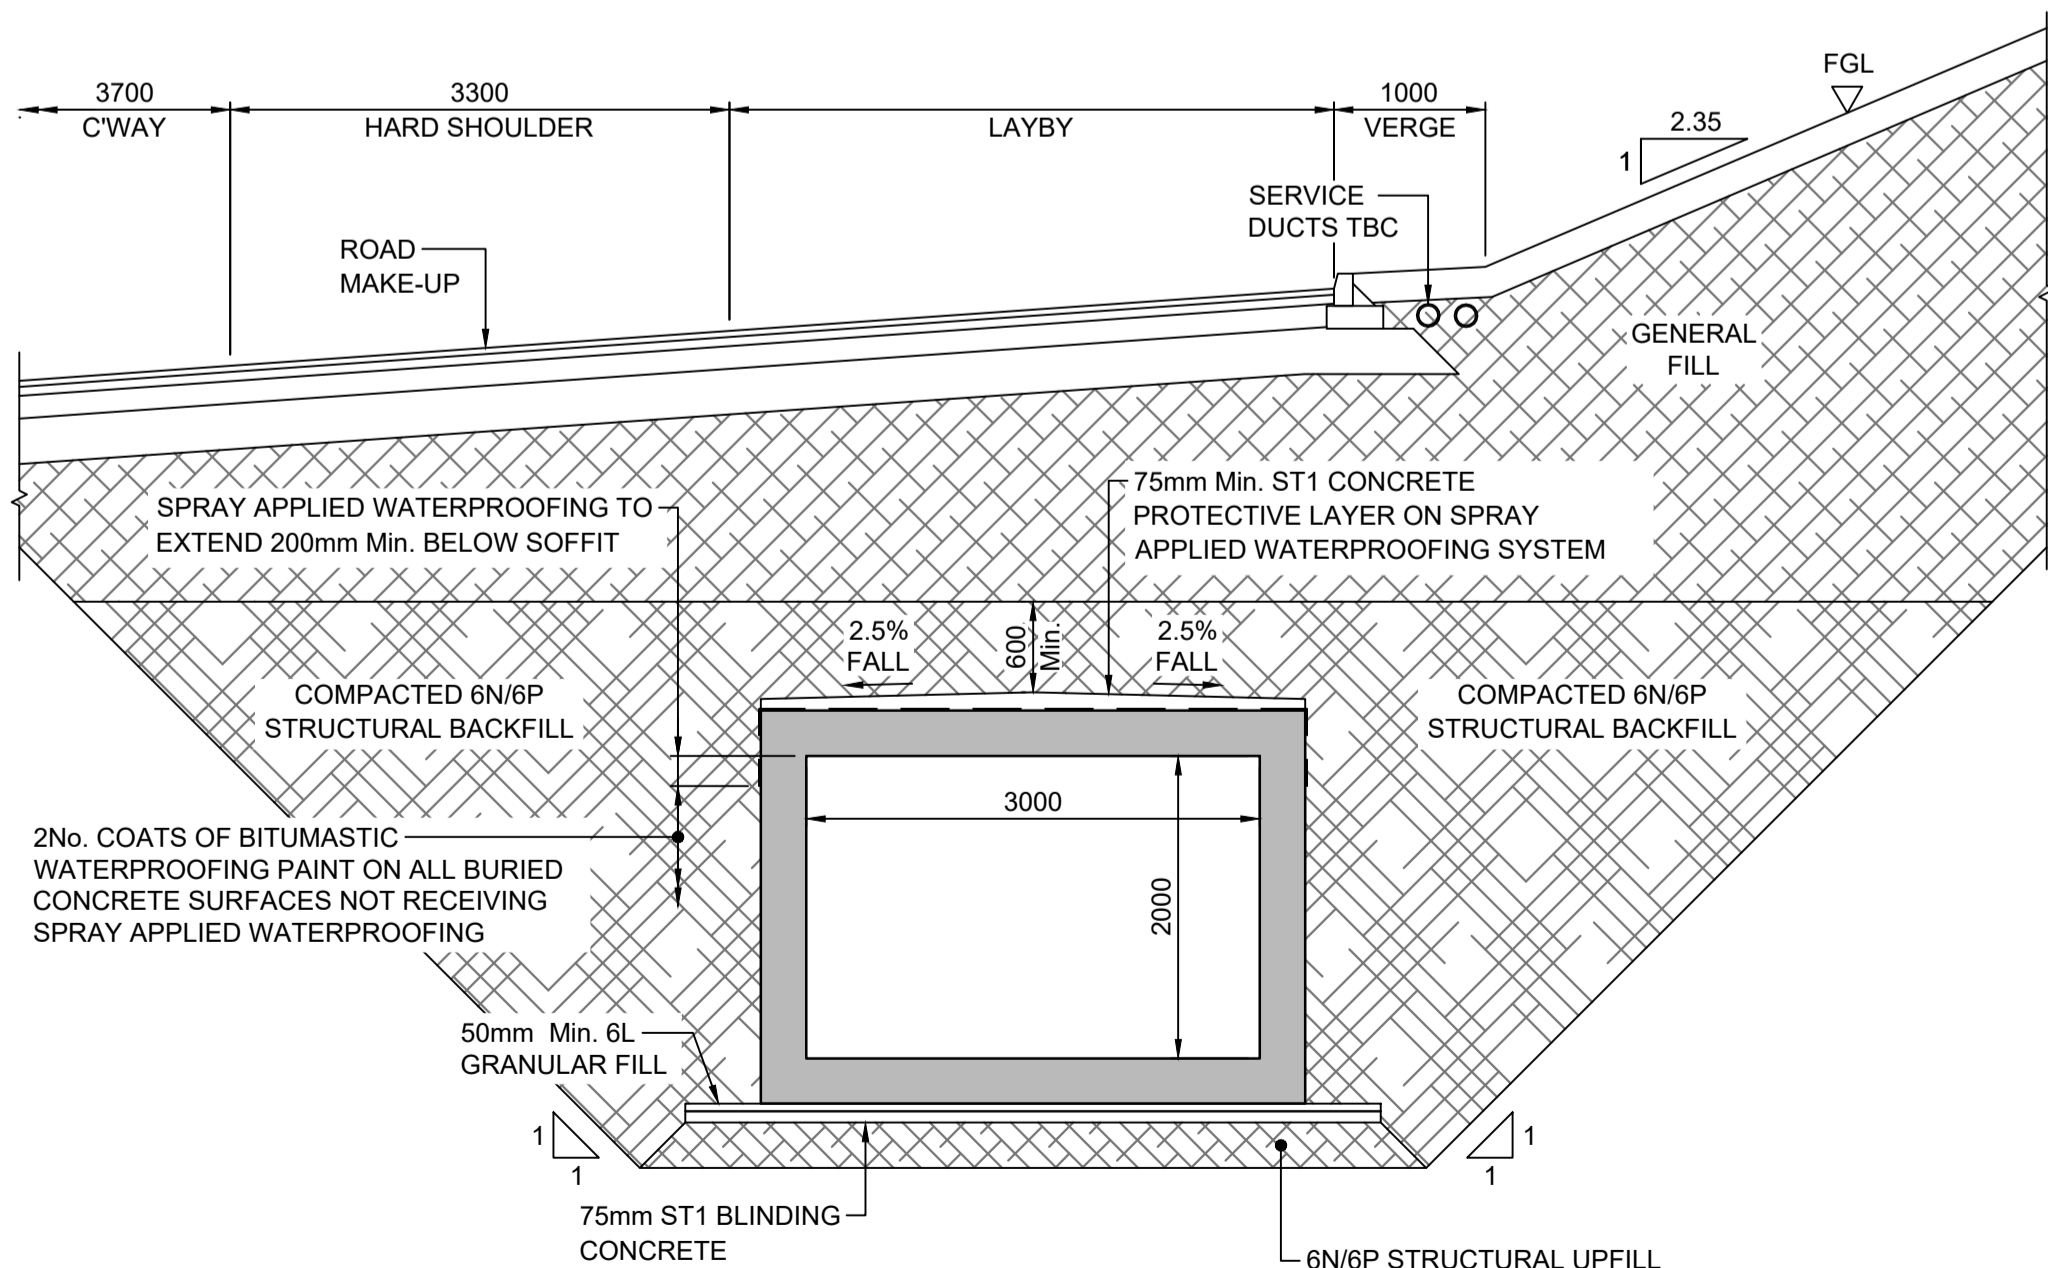 3700
C'WAY
3300
HARD SHOULDER
LAYBY
1000
VERGE
FGL
2.35
1
SERVICE
DUCTS TBC
ROAD
MAKE-UP
GENERAL
FILL
SPRAY APPLIED WATERPROOFING TO
EXTEND 200mm Min. BELOW SOFFIT
75mm Min. ST1 CONCRETE
PROTECTIVE LAYER ON SPRAY
APPLIED WATERPROOFING SYSTEM
2.5%
FALL
600
Min.
2.5%
FALL
COMPACTED 6N/6P
STRUCTURAL BACKFILL
COMPACTED 6N/6P
STRUCTURAL BACKFILL
3000
2000
2No. COATS OF BITUMASTIC
WATERPROOFING PAINT ON ALL BURIED
CONCRETE SURFACES NOT RECEIVING
SPRAY APPLIED WATERPROOFING
50mm Min. 6L
GRANULAR FILL
1
1
1
1
75mm ST1 BLINDING
CONCRETE
6N/6P STRUCTURAL UPFILL